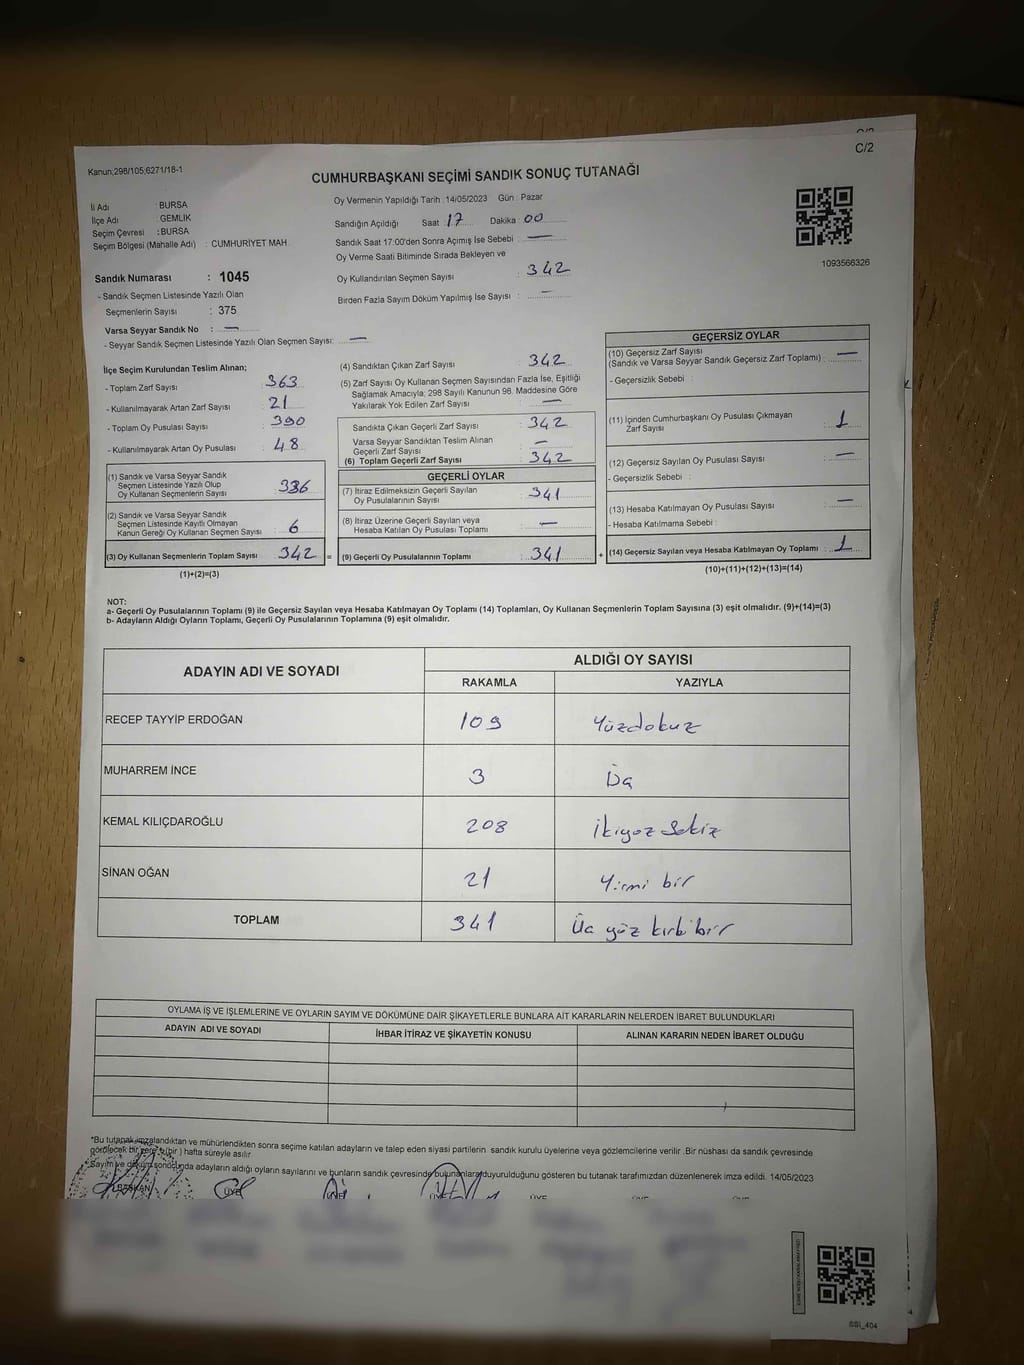 C/2
Kanun;298/105;6271/18-1
CUMHURBAŞKANI SEÇİMİ SANDIK SONUÇ TUTANAĞI
İli Adı : BURSA
İlçe Adı : GEMLİK
Seçim Çevresi : BURSA
Seçim Bölgesi (Mahalle Adı) : CUMHURİYET MAH.
Oy Vermenin Yapıldığı Tarih : 14/05/2023 Gün : Pazar
Sandığın Açıldığı Saat 17 Dakika 00
Sandık Saat 17:00'den Sonra Açımış İse Sebebi : —
Oy Verme Saati Bitiminde Sırada Bekleyen ve
Oy Kullandırılan Seçmen Sayısı : 342
Birden Fazla Sayım Döküm Yapılmış İse Sayısı : —
1093566326
Sandık Numarası : 1045
- Sandık Seçmen Listesinde Yazılı Olan
Seçmenlerin Sayısı : 375
Varsa Seyyar Sandık No : —
- Seyyar Sandık Seçmen Listesinde Yazılı Olan Seçmen Sayısı: —
İlçe Seçim Kurulundan Teslim Alınan;
- Toplam Zarf Sayısı : 363
- Kullanılmayarak Artan Zarf Sayısı : 21
- Toplam Oy Pusulası Sayısı : 390
- Kullanılmayarak Artan Oy Pusulası : 48
(1) Sandık ve Varsa Seyyar Sandık
Seçmen Listesinde Yazılı Olup
Oy Kullanan Seçmenlerin Sayısı : 336
(2) Sandık ve Varsa Seyyar Sandık
Seçmen Listesinde Kayıtlı Olmayan
Kanun Gereği Oy Kullanan Seçmen Sayısı : 6
(3) Oy Kullanan Seçmenlerin Toplam Sayısı : 342 =
(1)+(2)=(3)
(4) Sandıktan Çıkan Zarf Sayısı : 342
(5) Zarf Sayısı Oy Kullanan Seçmen Sayısından Fazla İse, Eşitliği
Sağlamak Amacıyla; 298 Sayılı Kanunun 98. Maddesine Göre
Yakılarak Yok Edilen Zarf Sayısı : —
Sandıkta Çıkan Geçerli Zarf Sayısı : 342
Varsa Seyyar Sandıktan Teslim Alınan
Geçerli Zarf Sayısı : —
(6) Toplam Geçerli Zarf Sayısı : 342
GEÇERLİ OYLAR
(7) İtiraz Edilmeksizin Geçerli Sayılan
Oy Pusulalarının Sayısı : 341
(8) İtiraz Üzerine Geçerli Sayılan veya
Hesaba Katılan Oy Pusulası Toplamı : —
(9) Geçerli Oy Pusulalarının Toplamı : 341 +
GEÇERSİZ OYLAR
(10) Geçersiz Zarf Sayısı
(Sandık ve Varsa Seyyar Sandık Geçersiz Zarf Toplamı) : —
- Geçersizlik Sebebi :
(11) İçinden Cumhurbaşkanı Oy Pusulası Çıkmayan
Zarf Sayısı : 1
(12) Geçersiz Sayılan Oy Pusulası Sayısı : —
- Geçersizlik Sebebi :
(13) Hesaba Katılmayan Oy Pusulası Sayısı : —
- Hesaba Katılmama Sebebi :
(14) Geçersiz Sayılan veya Hesaba Katılmayan Oy Toplamı : 1
(10)+(11)+(12)+(13)=(14)
NOT:
a- Geçerli Oy Pusulalarının Toplamı (9) ile Geçersiz Sayılan veya Hesaba Katılmayan Oy Toplamı (14) Toplamları, Oy Kullanan Seçmenlerin Toplam Sayısına (3) eşit olmalıdır. (9)+(14)=(3)
b- Adayların Aldığı Oyların Toplamı, Geçerli Oy Pusulalarının Toplamına (9) eşit olmalıdır.
ADAYIN ADI VE SOYADI ALDIĞI OY SAYISI
RAKAMLA YAZIYLA
RECEP TAYYİP ERDOĞAN 109 Yüzdokuz
MUHARREM İNCE 3 Üç
KEMAL KILIÇDAROĞLU 208 İkiyüz Sekiz
SİNAN OĞAN 21 Yirmi bir
TOPLAM 341 Üç yüz kırk bir
OYLAMA İŞ VE İŞLEMLERİNE VE OYLARIN SAYIM VE DÖKÜMÜNE DAİR ŞİKAYETLERLE BUNLARA AİT KARARLARIN NELERDEN İBARET BULUNDUKLARI
ADAYIN ADI VE SOYADI İHBAR İTİRAZ VE ŞİKAYETİN KONUSU ALINAN KARARIN NEDEN İBARET OLDUĞU
*Bu tutanak imzalandıktan ve mühürlendikten sonra seçime katılan adayların ve talep eden siyasi partilerin sandık kurulu üyelerine veya gözlemcilerine verilir .Bir nüshası da sandık çevresinde
görülecek bir yere (bir ) hafta süreyle asılır.
*Sayım ve döküm sonucunda adayların aldığı oyların sayılarını ve bunların sandık çevresinde bulunanlara duyurulduğunu gösteren bu tutanak tarafımızdan düzenlenerek imza edildi. 14/05/2023
BAŞKAN ÜYE ÜYE ÜYE ÜYE
SSI_404